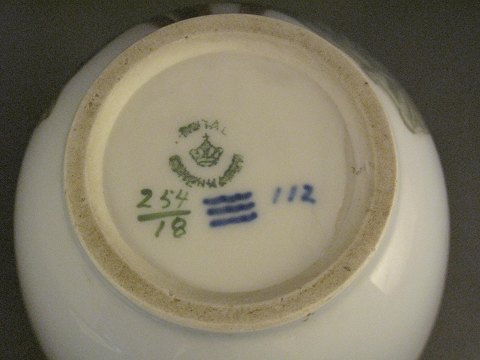 ROYAL
COPENHAGEN
254 112
18